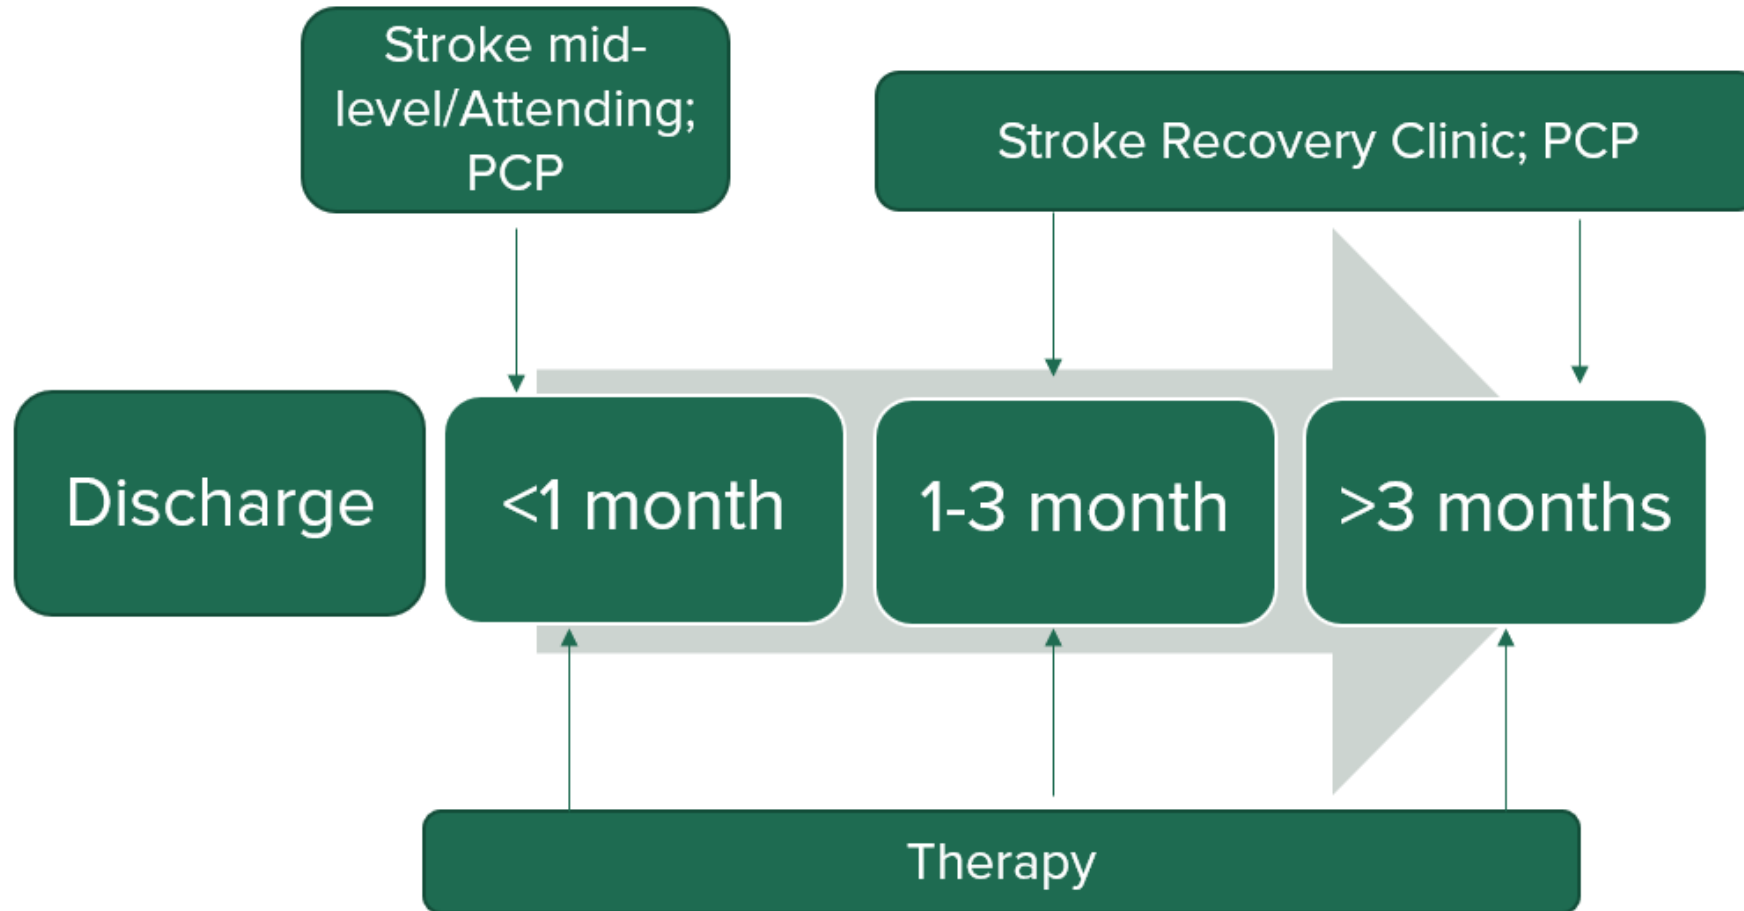 Stroke mid-
level/Attending;
PCP
Stroke Recovery Clinic; PCP
Discharge
<1 month
1-3 month
>3 months
Therapy